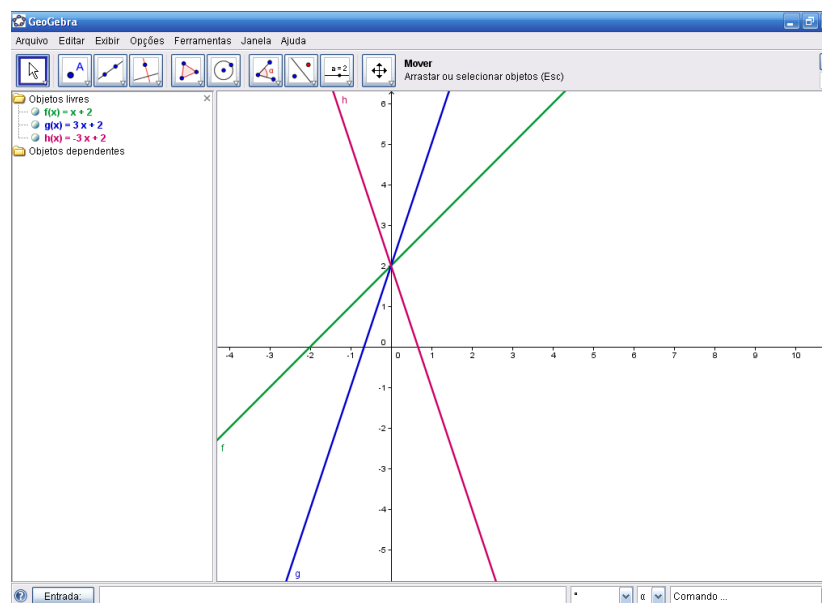 GeoGebra
Arquivo Editar Exibir Opções Ferramentas Janela Ajuda
A
α
a=2
Mover
Arrastar ou selecionar objetos (Esc)
Objetos livres
f(x) = x + 2
g(x) = 3 x + 2
h(x) = -3 x + 2
Objetos dependentes
h
6
5
4
3
2
1
0
-4 -3 -2 -1 0 1 2 3 4 5 6 7 8 9 10
-1
-2
f
-3
-4
-5
g
Entrada:
α
Comando ...